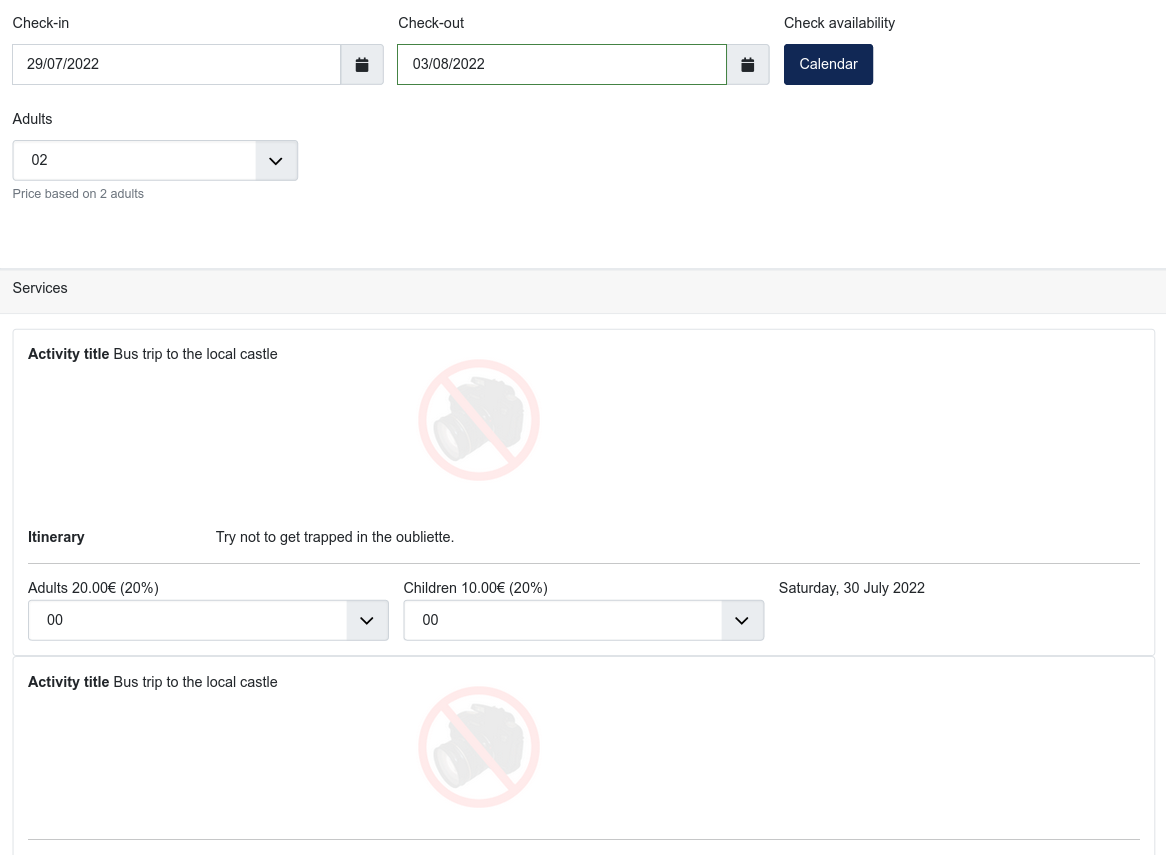 Check-in
Check-out
Check availability
29/07/2022
03/08/2022
Calendar
Adults
02
Price based on 2 adults
Services
Activity title Bus trip to the local castle
Itinerary
Try not to get trapped in the oubliette.
Adults 20.00€ (20%)
Children 10.00€ (20%)
Saturday, 30 July 2022
00
00
Activity title Bus trip to the local castle